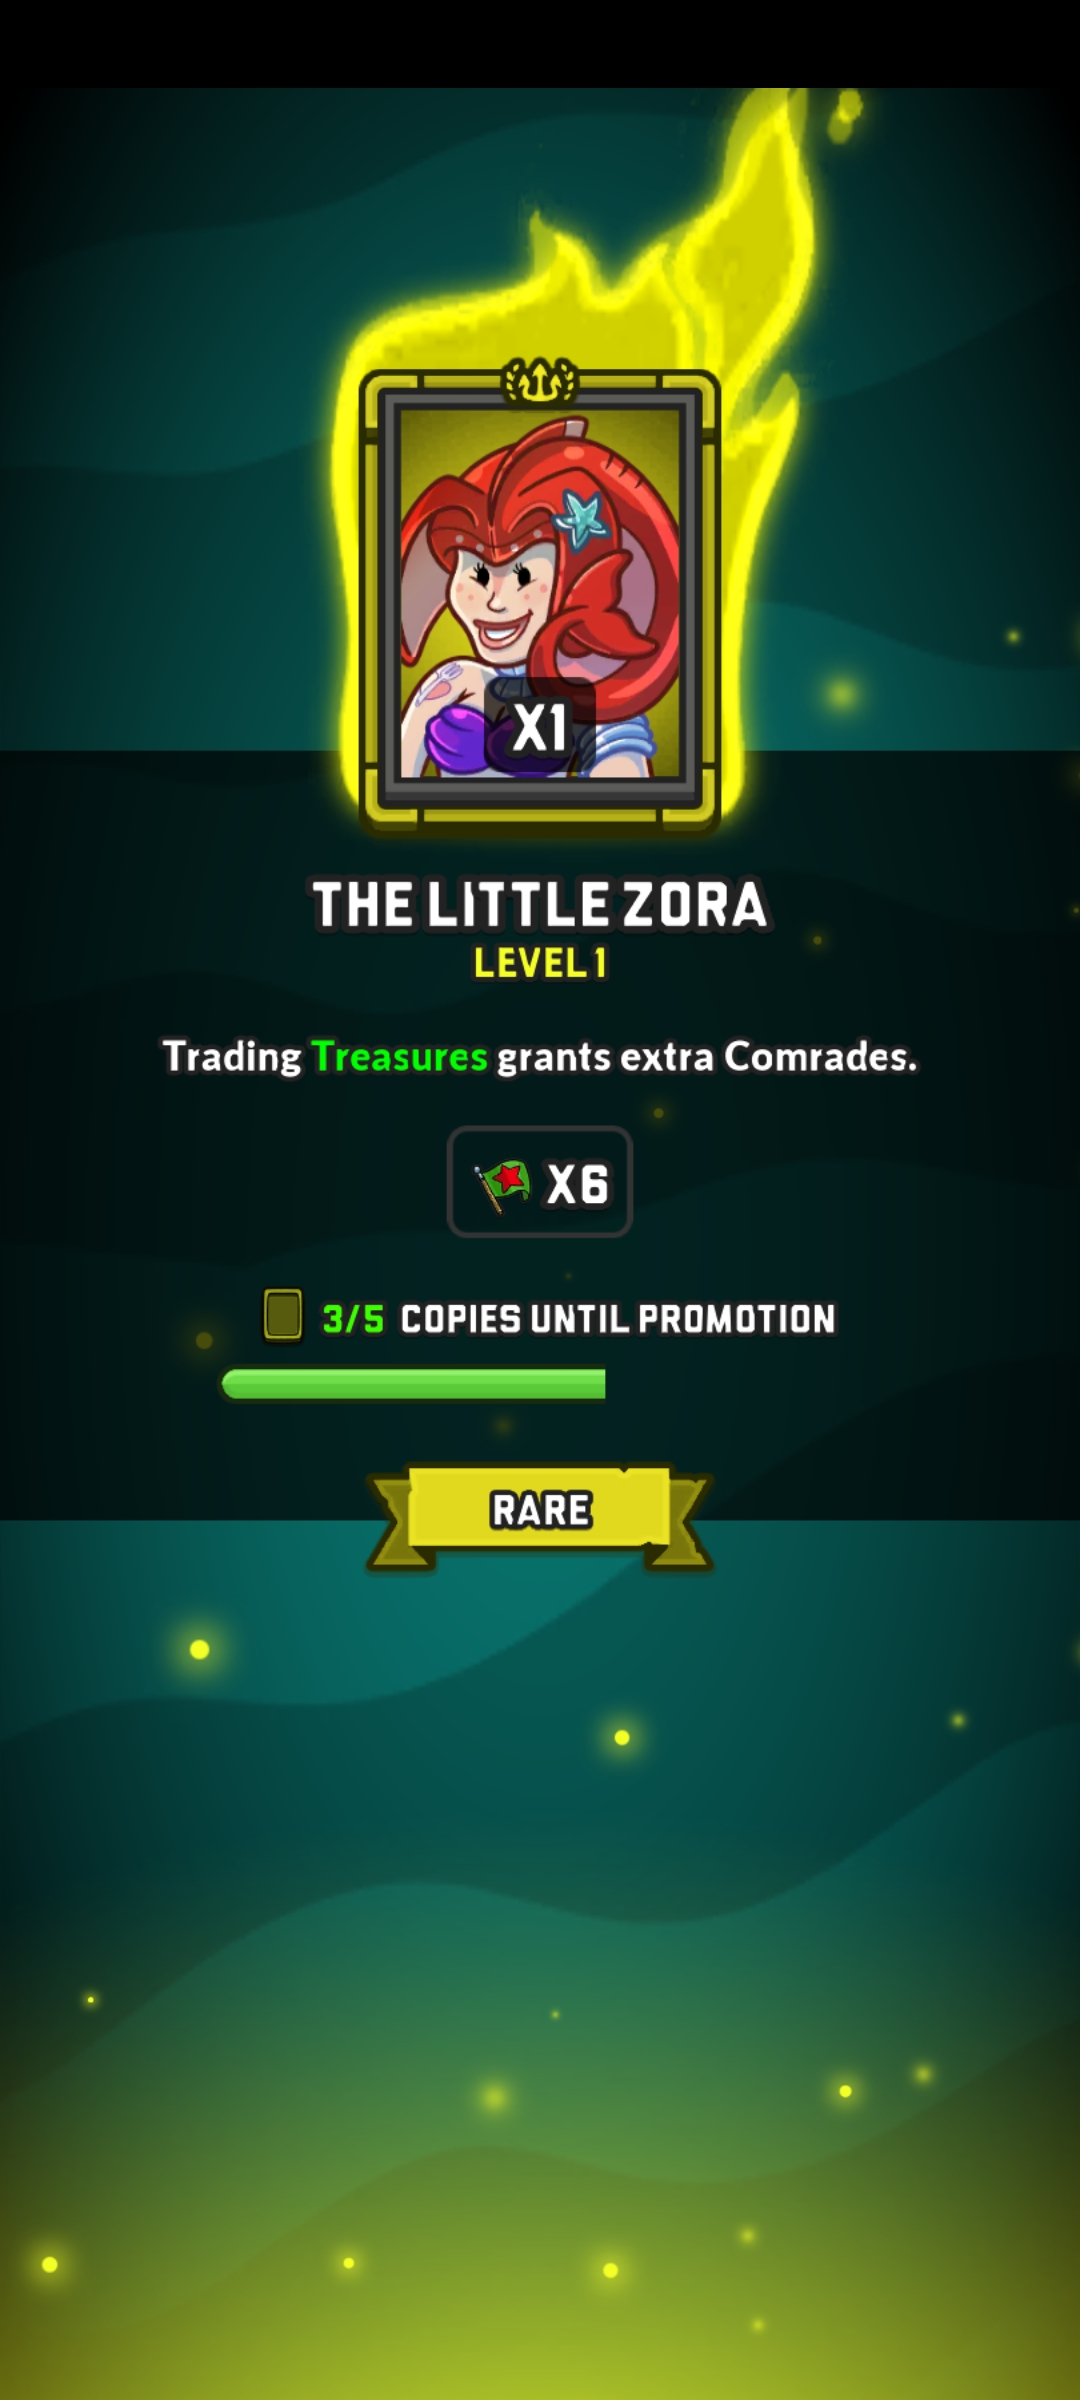 X1
THE LITTLE ZORA
LEVEL 1
Trading Treasures grants extra Comrades.
X6
3/5 COPIES UNTIL PROMOTION
RARE